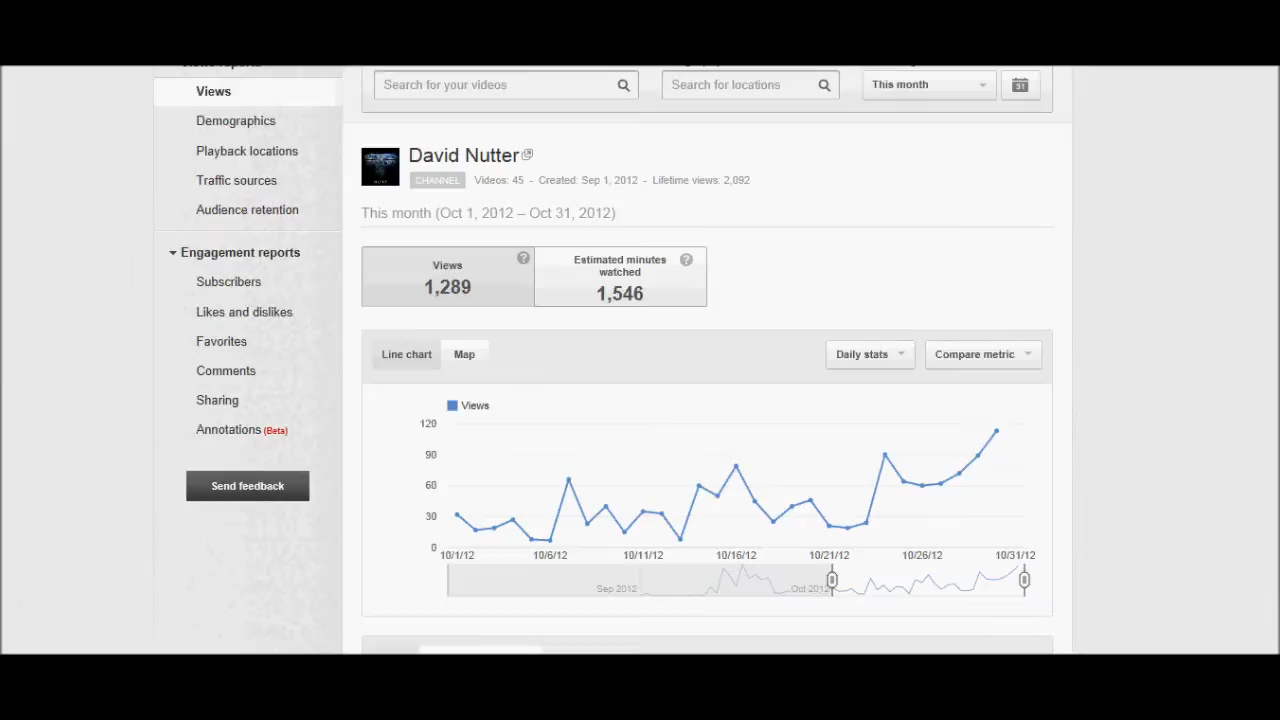 Views reports
Search for your videos
Search for locations
This month
31
Views
Demographics
Playback locations
Traffic sources
Audience retention
Engagement reports
Subscribers
Likes and dislikes
Favorites
Comments
Sharing
Annotations (Beta)
Send feedback
David Nutter
CHANNEL Videos: 45 - Created: Sep 1, 2012 - Lifetime views: 2,092
This month (Oct 1, 2012 – Oct 31, 2012)
Views ?
1,289
Estimated minutes watched ?
1,546
Line chart Map
Daily stats Compare metric
Views
120
90
60
30
0
10/1/12 10/6/12 10/11/12 10/16/12 10/21/12 10/26/12 10/31/12
Sep 2012 Oct 2012